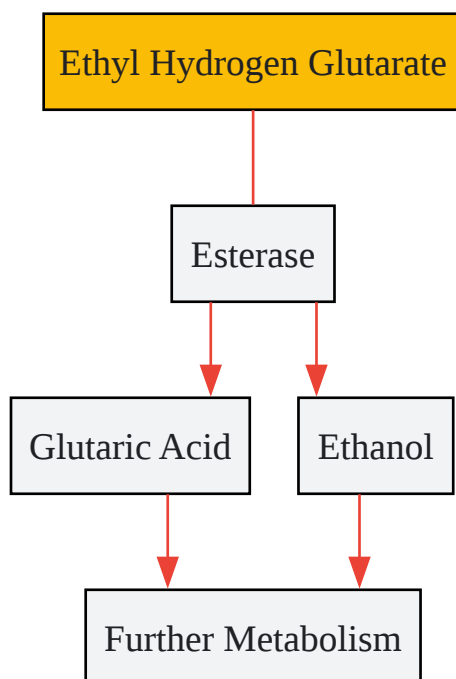 Ethyl Hydrogen Glutarate
Esterase
Glutaric Acid
Ethanol
Further Metabolism